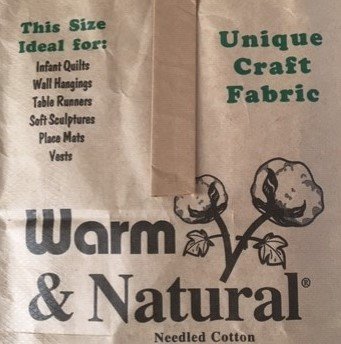 This Size
Ideal for:
Infant Quilts
Wall Hangings
Table Runners
Soft Sculptures
Place Mats
Vests
Unique
Craft
Fabric
Warm
& Natural®
Needled Cotton